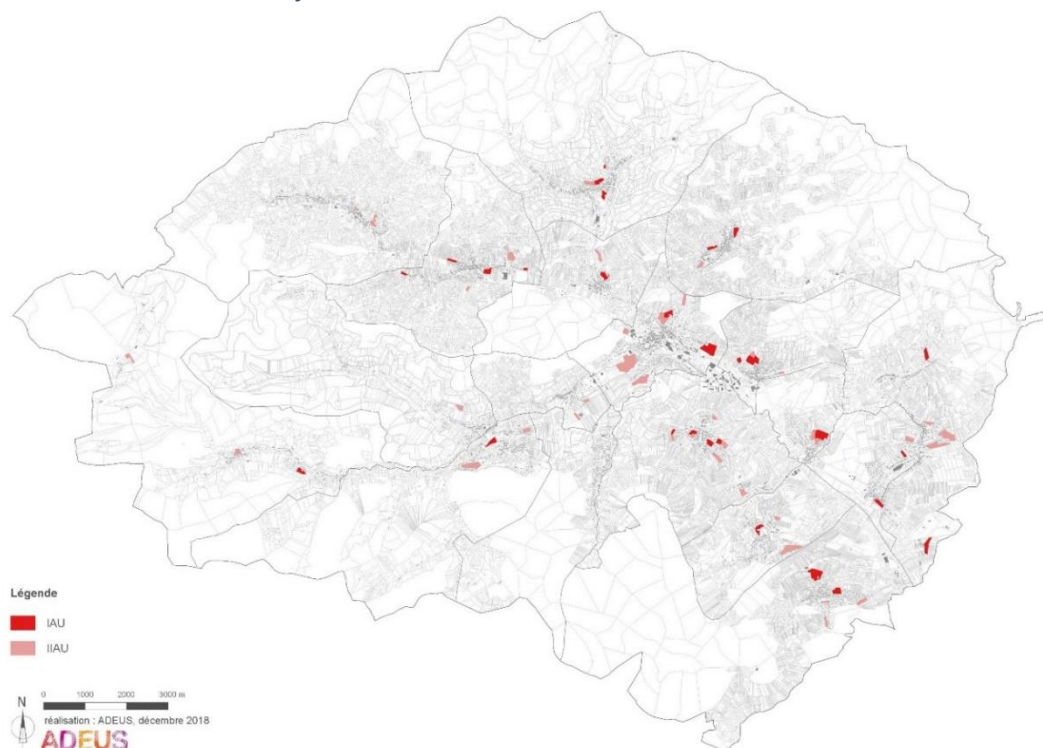 Légende
IAU
IIAU
N
0 1000 2000 3000 m
réalisation : ADEUS, décembre 2018
ADEUS